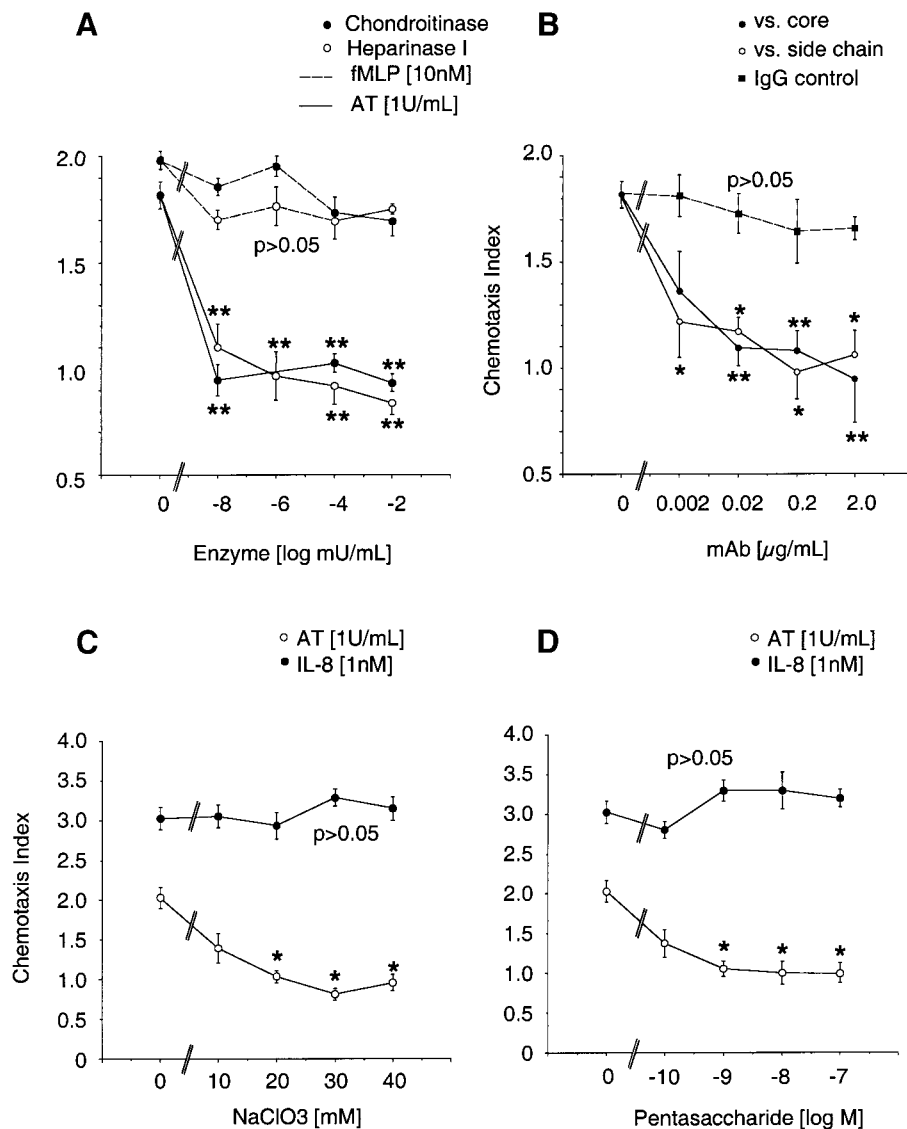 A
Chondroitinase
Heparinase I
fMLP [10nM]
AT [1U/mL]
2.0
1.5
1.0
0.5
p>0.05
**
**
**
**
**
**
**
0 -8 -6 -4 -2
Enzyme [log mU/mL]
B
vs. core
vs. side chain
IgG control
Chemotaxis Index
2.0
1.5
1.0
0.5
p>0.05
* ** *
* ** * **
0 0.002 0.02 0.2 2.0
mAb [µg/mL]
C
AT [1U/mL]
IL-8 [1nM]
Chemotaxis Index
4.0
3.5
3.0
2.5
2.0
1.5
1.0
0.5
0
p>0.05
* * *
0 10 20 30 40
NaClO3 [mM]
D
AT [1U/mL]
IL-8 [1nM]
4.0
3.5
3.0
2.5
2.0
1.5
1.0
0.5
0
p>0.05
* * *
0 -10 -9 -8 -7
Pentasaccharide [log M]